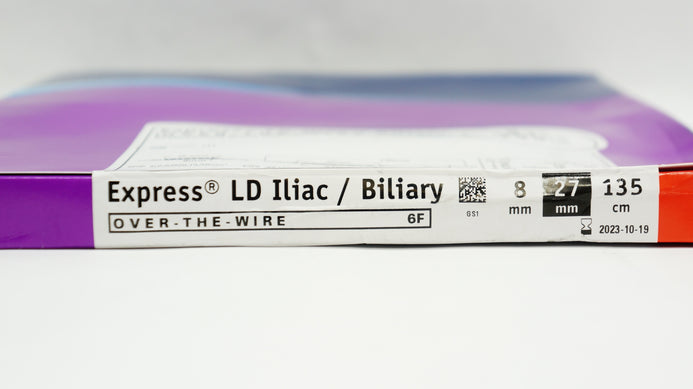 Express® LD Iliac / Biliary
OVER-THE-WIRE 6F
GS1
8 mm
27 mm
135 cm
2023-10-19